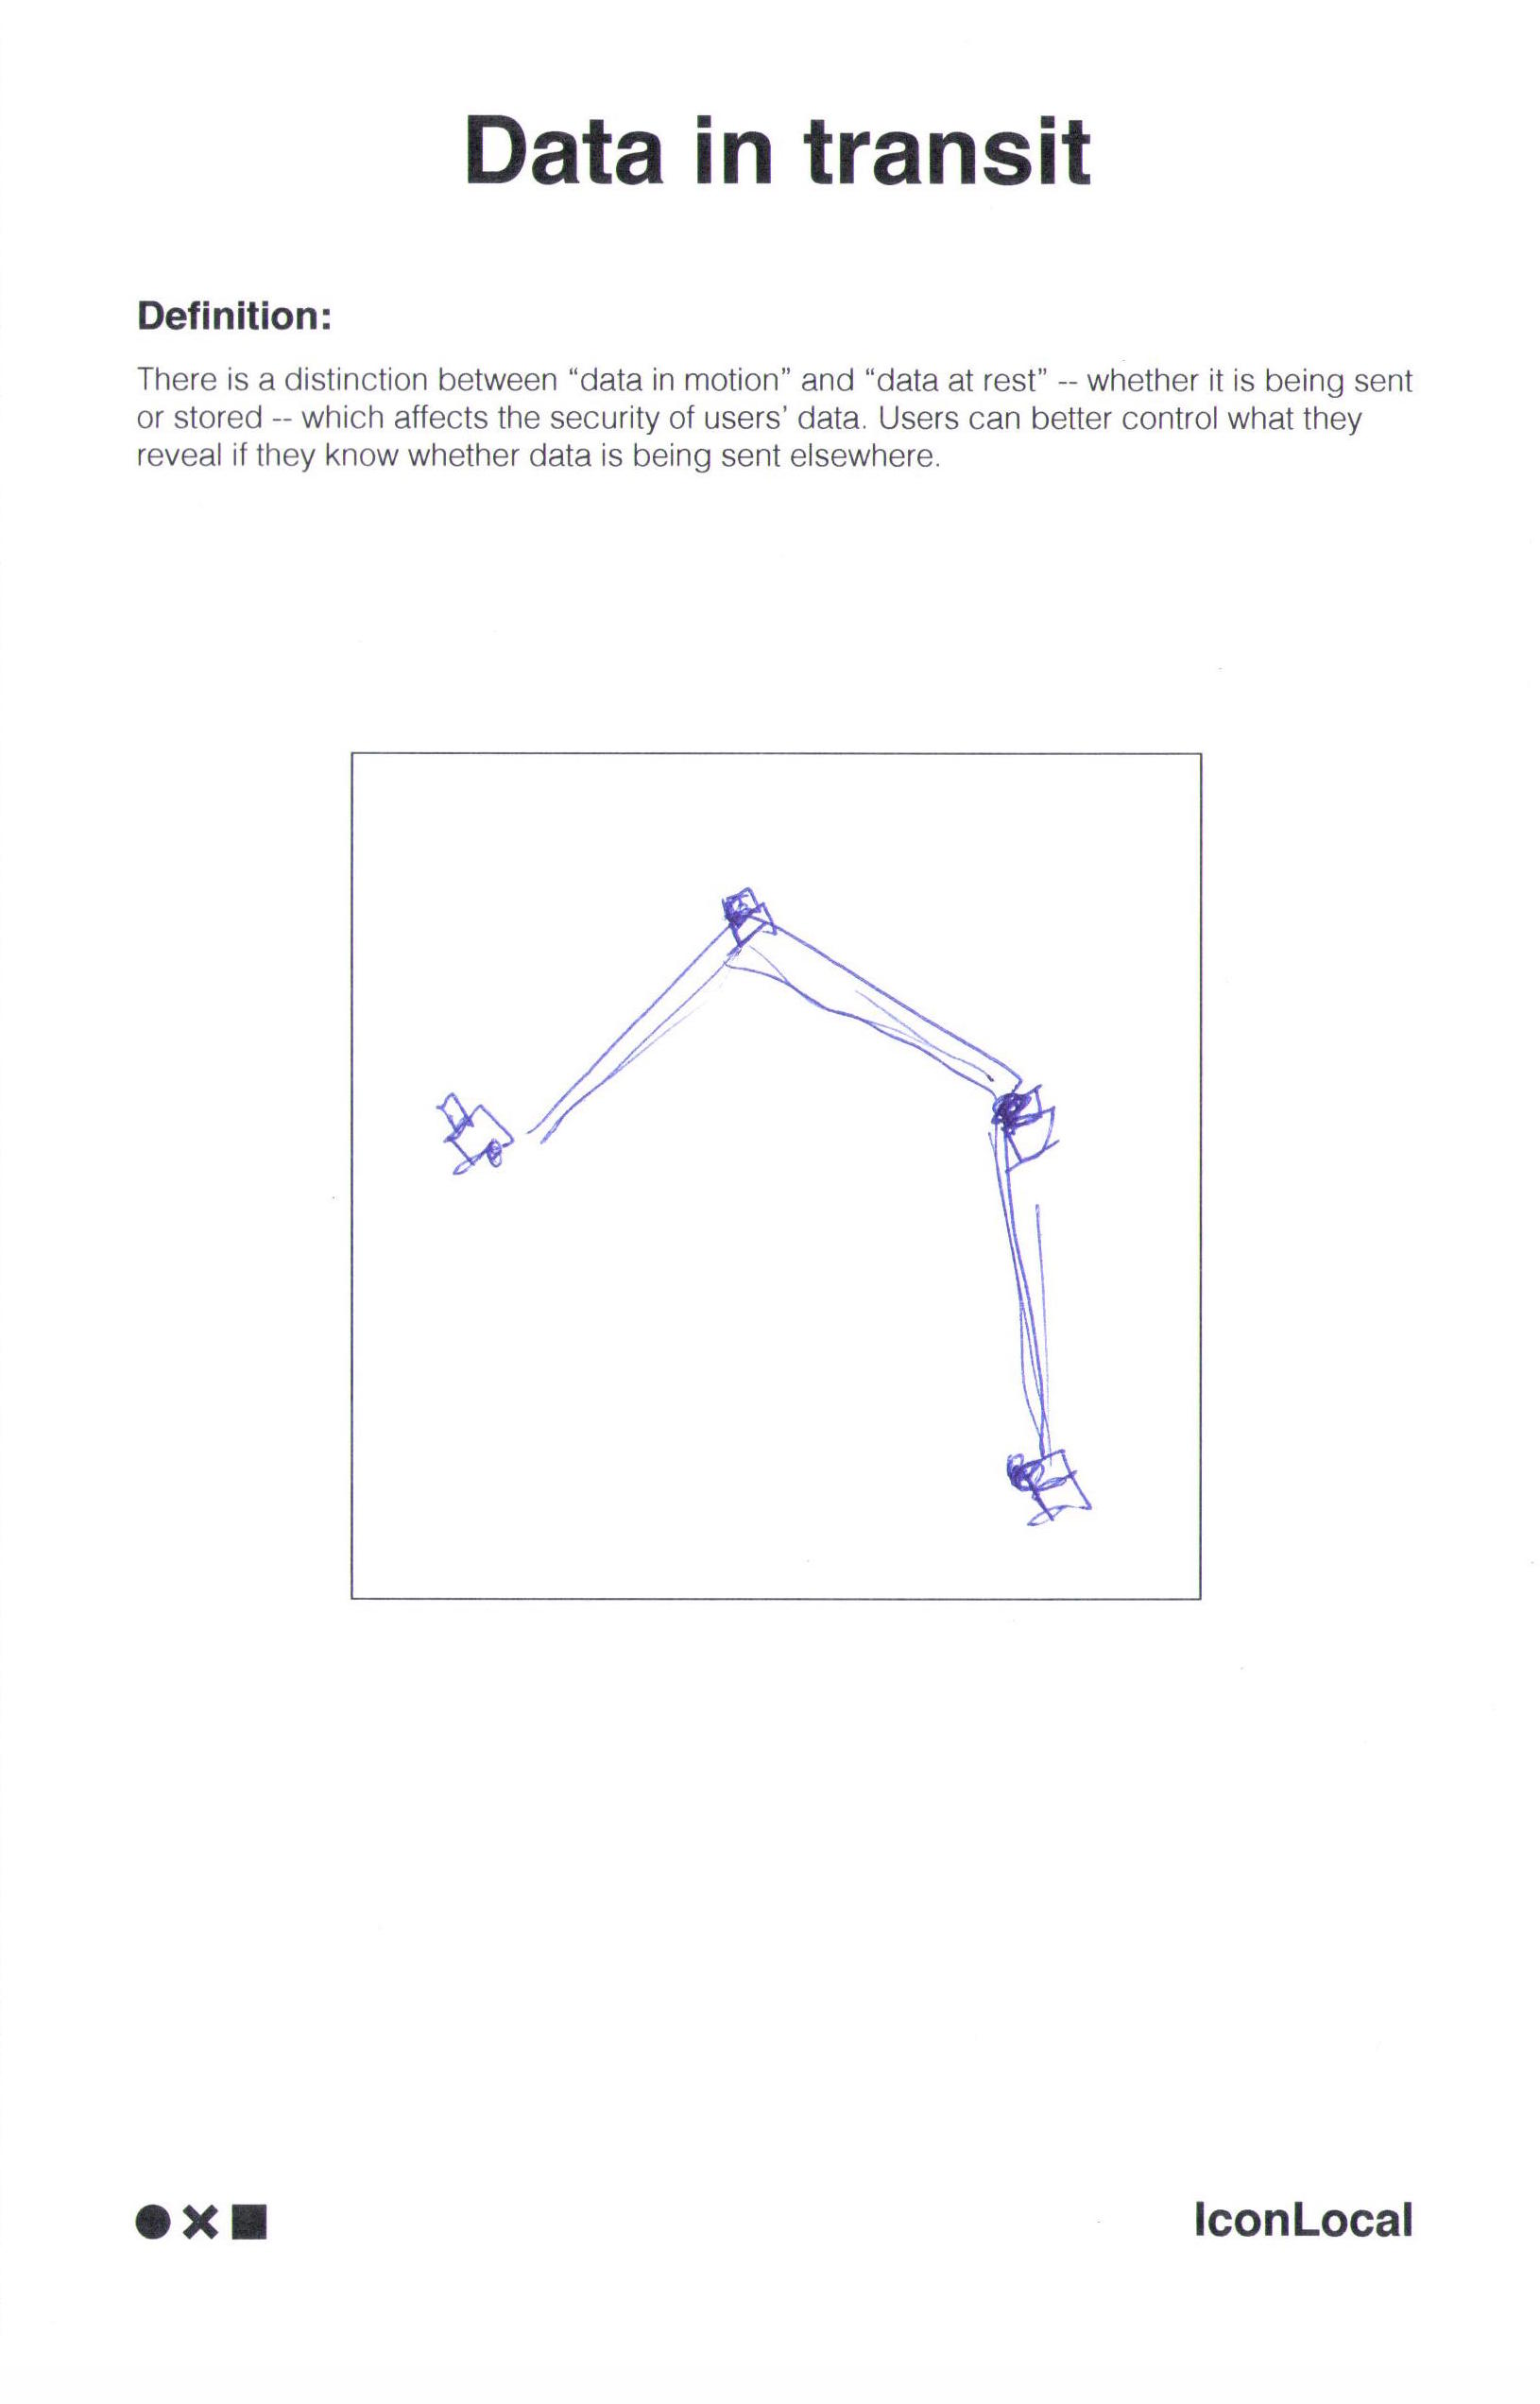 Data in transit
Definition:
There is a distinction between “data in motion” and “data at rest” -- whether it is being sent
or stored -- which affects the security of users’ data. Users can better control what they
reveal if they know whether data is being sent elsewhere.
IconLocal